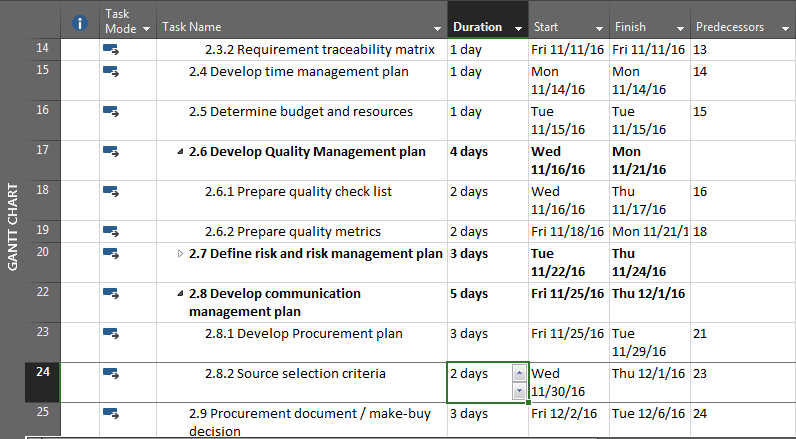 Task Mode Task Name Duration Start Finish Predecessors
14 2.3.2 Requirement traceability matrix 1 day Fri 11/11/16 Fri 11/11/16 13
15 2.4 Develop time management plan 1 day Mon 11/14/16 Mon 11/14/16 14
16 2.5 Determine budget and resources 1 day Tue 11/15/16 Tue 11/15/16 15
17 2.6 Develop Quality Management plan 4 days Wed 11/16/16 Mon 11/21/16
18 2.6.1 Prepare quality check list 2 days Wed 11/16/16 Thu 11/17/16 16
19 2.6.2 Prepare quality metrics 2 days Fri 11/18/16 Mon 11/21/1 18
20 2.7 Define risk and risk management plan 3 days Tue 11/22/16 Thu 11/24/16
22 2.8 Develop communication management plan 5 days Fri 11/25/16 Thu 12/1/16
23 2.8.1 Develop Procurement plan 3 days Fri 11/25/16 Tue 11/29/16 21
24 2.8.2 Source selection criteria 2 days Wed 11/30/16 Thu 12/1/16 23
25 2.9 Procurement document / make-buy decision 3 days Fri 12/2/16 Tue 12/6/16 24
GANTT CHART